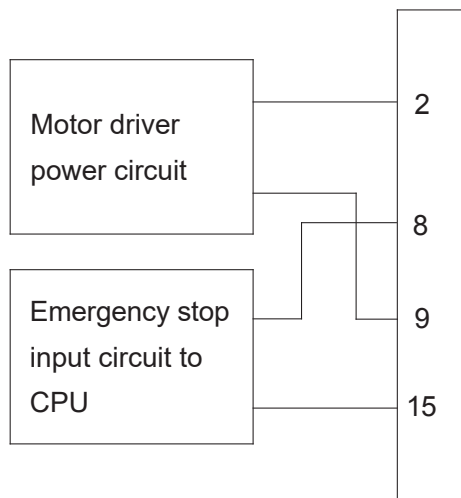 Motor driver
power circuit
Emergency stop
input circuit to
CPU
2
8
9
15